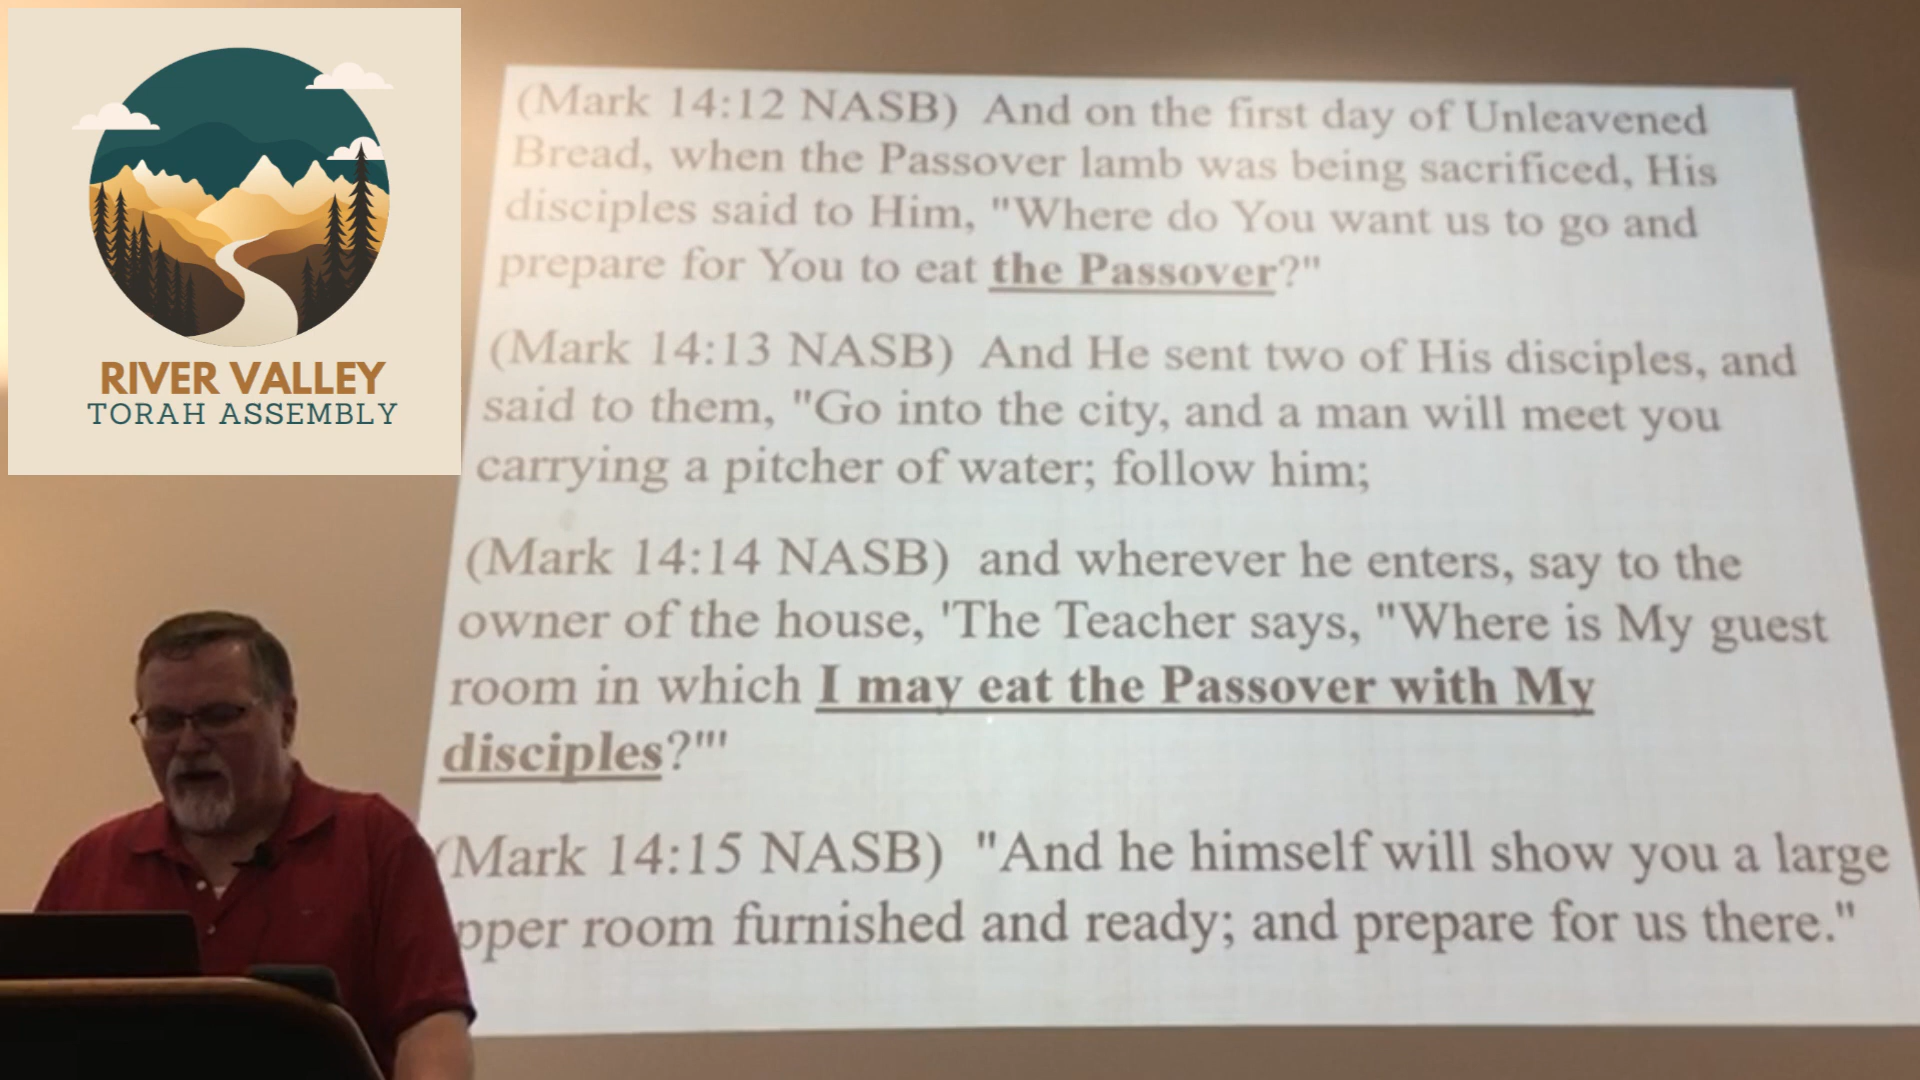 RIVER VALLEY
TORAH ASSEMBLY
(Mark 14:12 NASB) And on the first day of Unleavened
Bread, when the Passover lamb was being sacrificed, His
disciples said to Him, "Where do You want us to go and
prepare for You to eat the Passover?"
(Mark 14:13 NASB) And He sent two of His disciples, and
said to them, "Go into the city, and a man will meet you
carrying a pitcher of water; follow him;
(Mark 14:14 NASB) and wherever he enters, say to the
owner of the house, 'The Teacher says, "Where is My guest
room in which I may eat the Passover with My
disciples?"'
(Mark 14:15 NASB) "And he himself will show you a large
pper room furnished and ready; and prepare for us there."